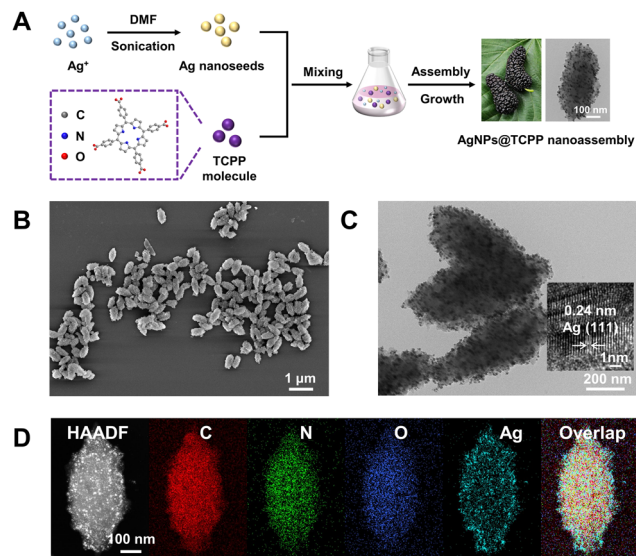 A
DMF
Sonication
Ag⁺
Ag nanoseeds
C
N
O
TCPP
molecule
Mixing
Assembly
Growth
100 nm
AgNPs@TCPP nanoassembly
B
1 μm
C
0.24 nm
Ag (111)
1nm
200 nm
D
HAADF
C
N
O
Ag
Overlap
100 nm